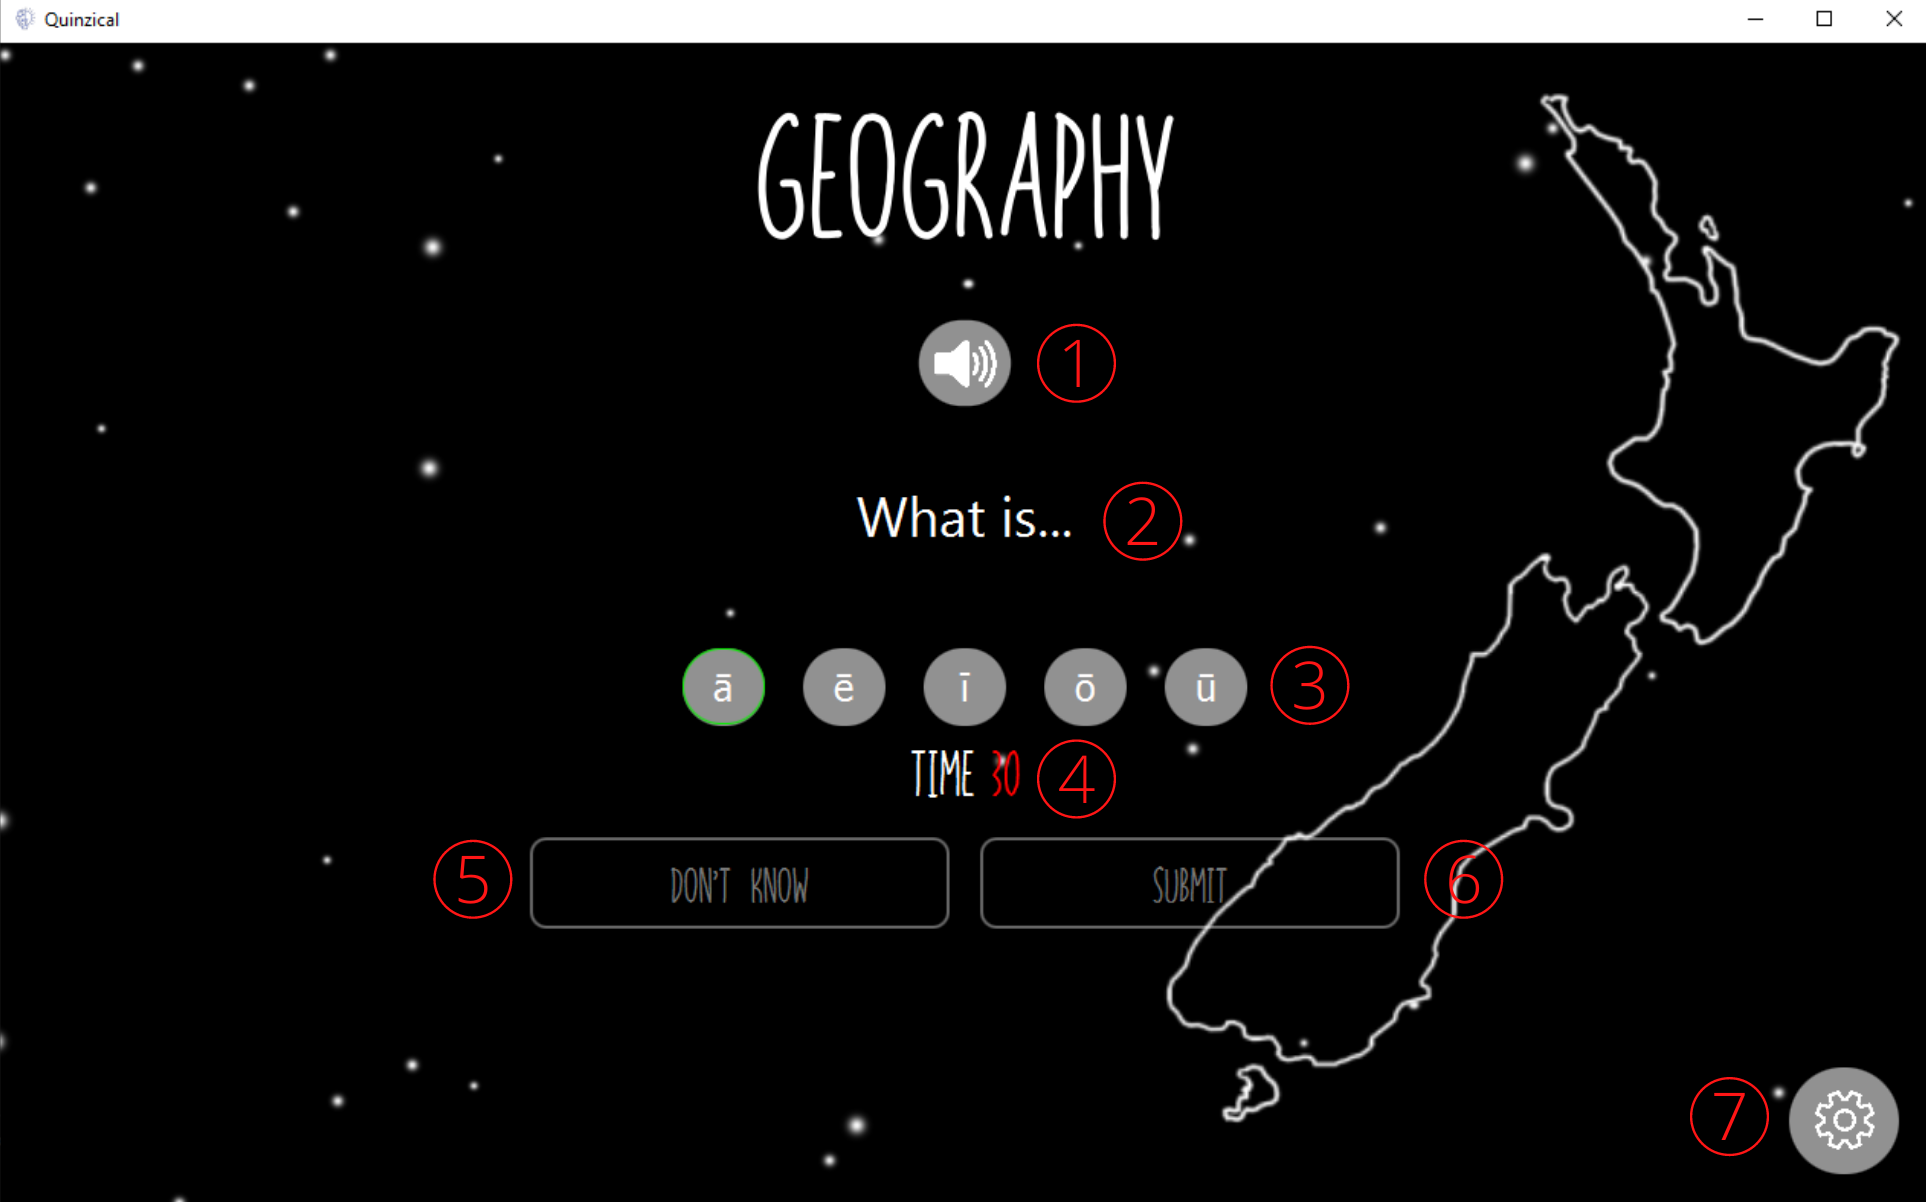 Quinzical
GEOGRAPHY
1
What is... 2
ā ē ī ō ū 3
TIME 30 4
5 DON'T KNOW SUBMIT 6
7